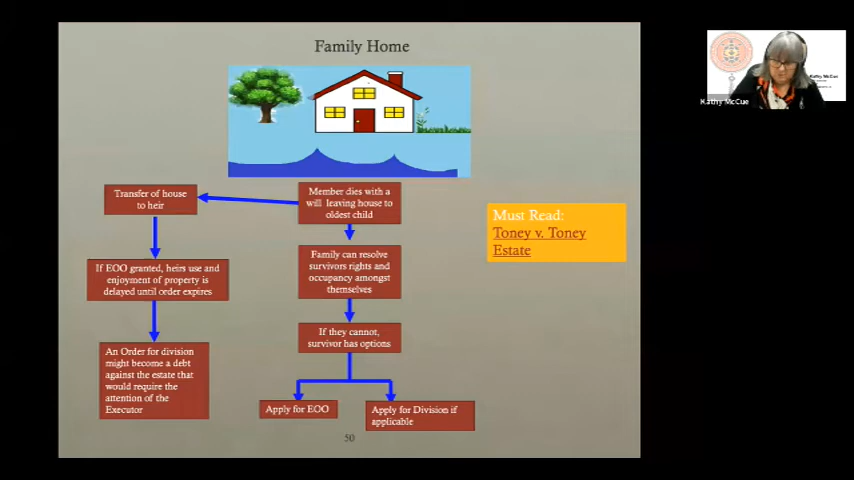 Family Home
Transfer of house
to heir
Member dies with a
will leaving house to
oldest child
Must Read:
Toney v. Toney
Estate
If EOO granted, heirs use and
enjoyment of property is
delayed until order expires
Family can resolve
survivors rights and
occupancy amongst
themselves
If they cannot,
survivor has options
An Order for division
might become a debt
against the estate that
would require the
attention of the
Executor
Apply for EOO
Apply for Division if
applicable
50
Kathy McCue
Kathy McCue